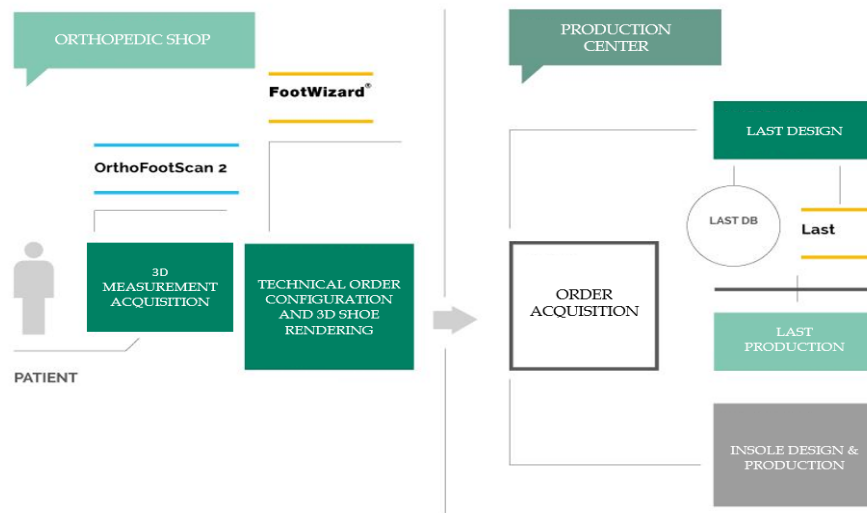 ORTHOPEDIC SHOP
FootWizard®
OrthoFootScan 2
3D
MEASUREMENT
ACQUISITION
TECHNICAL ORDER
CONFIGURATION
AND 3D SHOE
RENDERING
PATIENT
PRODUCTION
CENTER
LAST DESIGN
LAST DB
Last
ORDER
ACQUISITION
LAST
PRODUCTION
INSOLE DESIGN &
PRODUCTION